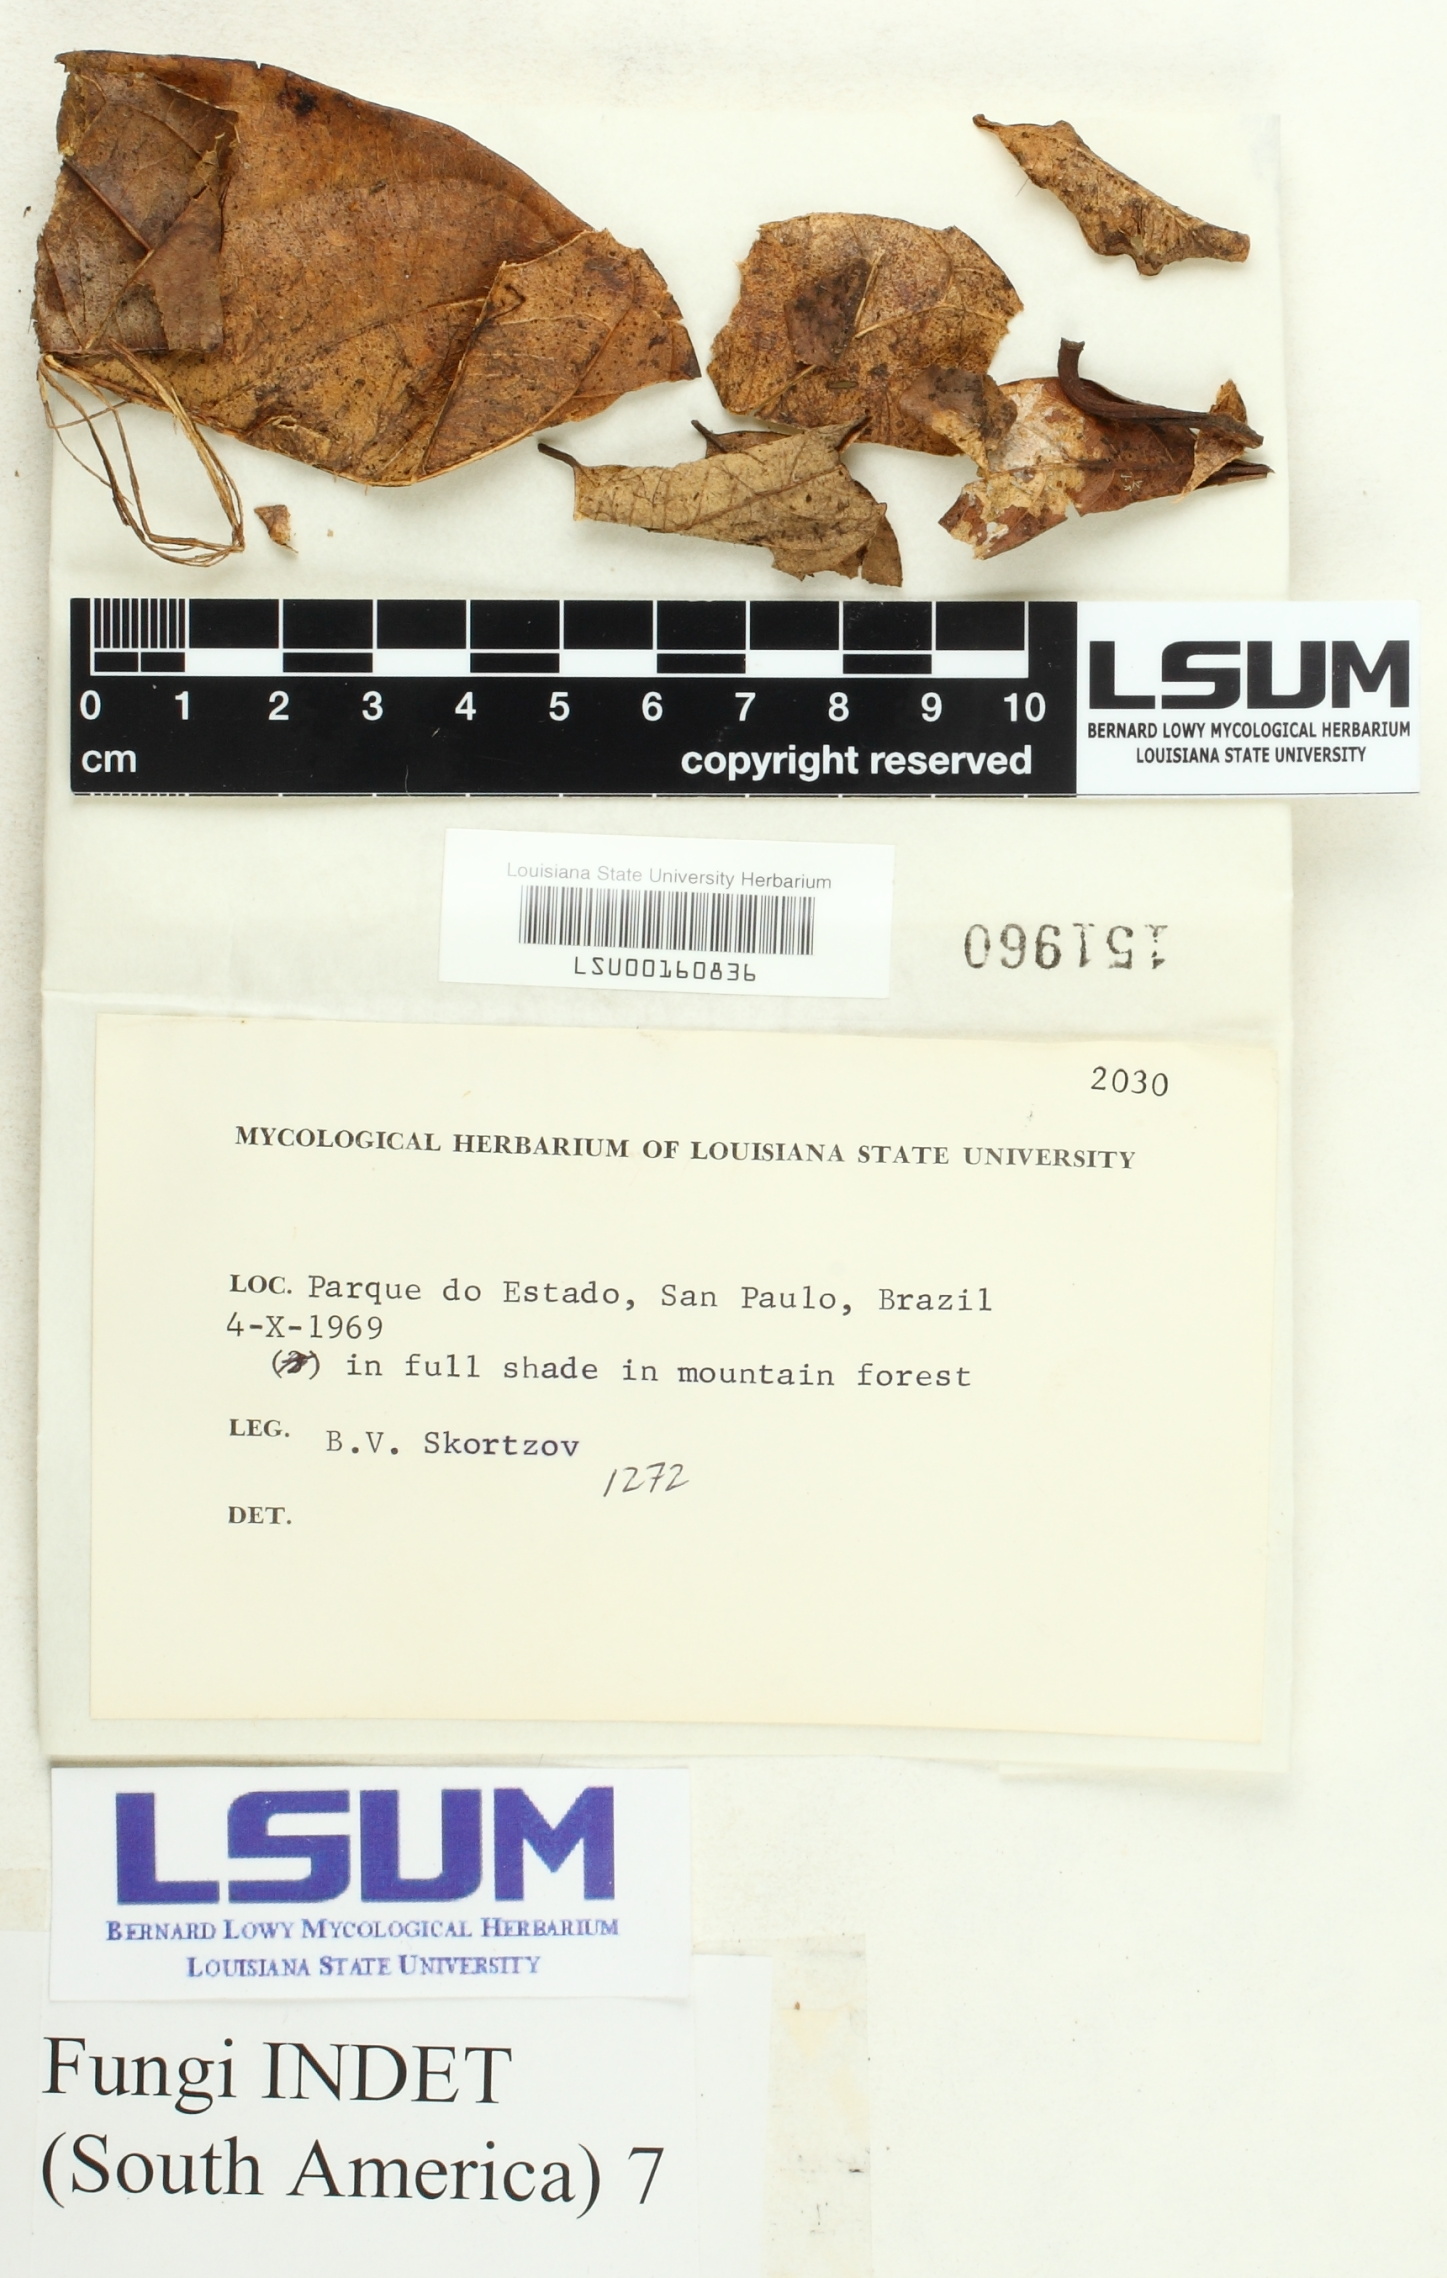 0 1 2 3 4 5 6 7 8 9 10
cm copyright reserved
LSUM
BERNARD LOWY MYCOLOGICAL HERBARIUM
LOUISIANA STATE UNIVERSITY
Louisiana State University Herbarium
LSU00160836
151960
2030
MYCOLOGICAL HERBARIUM OF LOUISIANA STATE UNIVERSITY
LOC. Parque do Estado, San Paulo, Brazil
4-X-1969
in full shade in mountain forest
LEG. B.V. Skortzov
1272
DET.
LSUM
BERNARD LOWY MYCOLOGICAL HERBARIUM
LOUISIANA STATE UNIVERSITY
Fungi INDET
(South America) 7